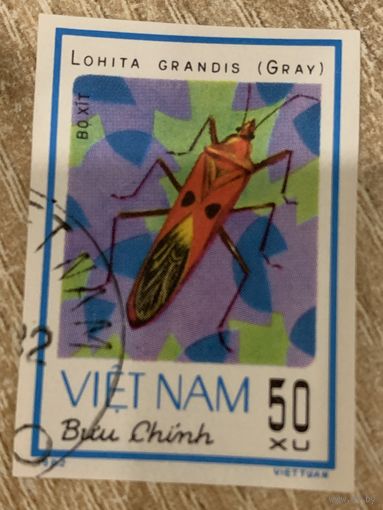 LOHITA GRANDIS (GRAY)
BỌ XÍT
VIỆT NAM
50
XU
Bưu Chính
VIETTUAN